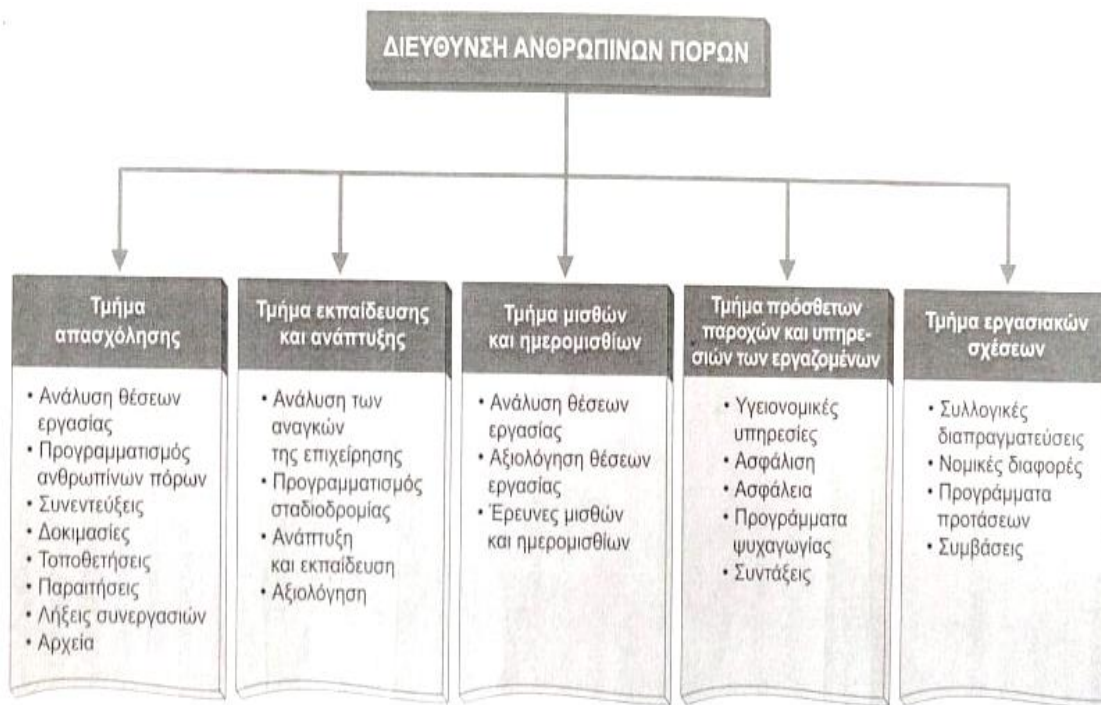 ΔΙΕΥΘΥΝΣΗ ΑΝΘΡΩΠΙΝΩΝ ΠΟΡΩΝ
Τμήμα
απασχόλησης
• Ανάλυση θέσεων
εργασίας
• Προγραμματισμός
ανθρωπίνων πόρων
• Συνεντεύξεις
• Δοκιμασίες
• Τοποθετήσεις
• Παραιτήσεις
• Λήξεις συνεργασιών
• Αρχεία
Τμήμα εκπαίδευσης
και ανάπτυξης
• Ανάλυση των
αναγκών
της επιχείρησης
• Προγραμματισμός
σταδιοδρομίας
• Ανάπτυξη
και εκπαίδευση
• Αξιολόγηση
Τμήμα μισθών
και ημερομισθίων
• Ανάλυση θέσεων
εργασίας
• Αξιολόγηση θέσεων
εργασίας
• Έρευνες μισθών
και ημερομισθίων
Τμήμα πρόσθετων
παροχών και υπηρε-
σιών των εργαζομένων
• Υγειονομικές
υπηρεσίες
• Ασφάλιση
• Ασφάλεια
• Προγράμματα
ψυχαγωγίας
• Συντάξεις
Τμήμα εργασιακών
σχέσεων
• Συλλογικές
διαπραγματεύσεις
• Νομικές διαφορές
• Προγράμματα
προτάσεων
• Συμβάσεις